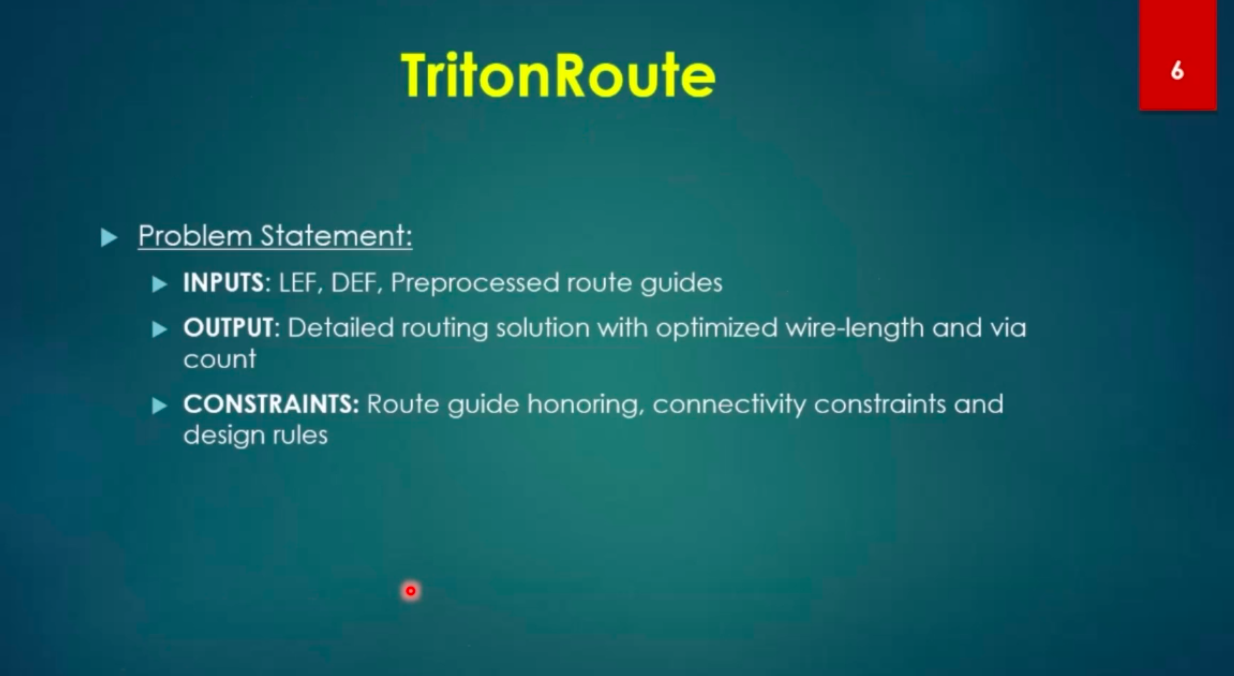 TritonRoute
6
Problem Statement:
INPUTS: LEF, DEF, Preprocessed route guides
OUTPUT: Detailed routing solution with optimized wire-length and via
count
CONSTRAINTS: Route guide honoring, connectivity constraints and
design rules